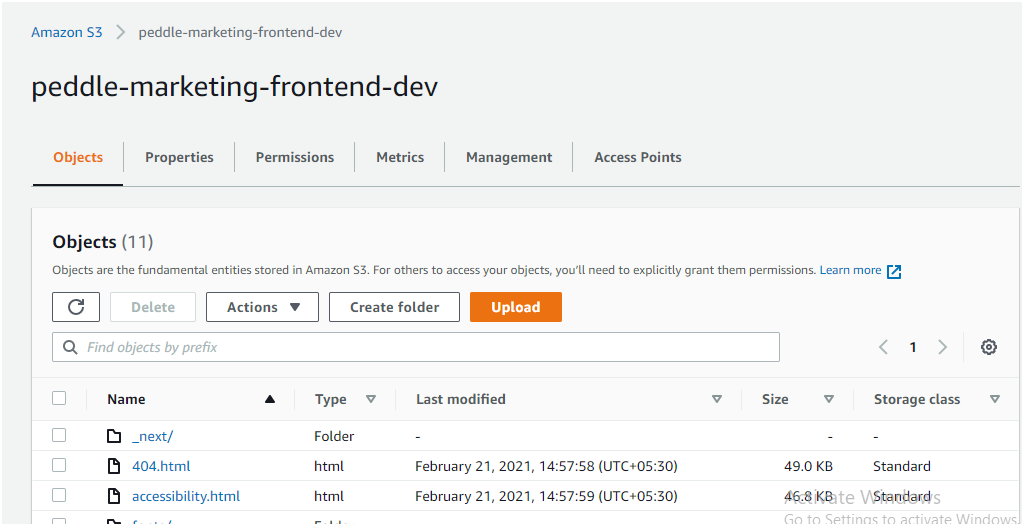 Amazon S3 > peddle-marketing-frontend-dev
peddle-marketing-frontend-dev
Objects Properties Permissions Metrics Management Access Points
Objects (11)
Objects are the fundamental entities stored in Amazon S3. For others to access your objects, you'll need to explicitly grant them permissions. Learn more
Delete Actions Create folder Upload
Find objects by prefix 1
Name Type Last modified Size Storage class
_next/ Folder - - -
404.html html February 21, 2021, 14:57:58 (UTC+05:30) 49.0 KB Standard
accessibility.html html February 21, 2021, 14:57:59 (UTC+05:30) 46.8 KB Standard
Activate Windows
Go to Settings to activate Windows.